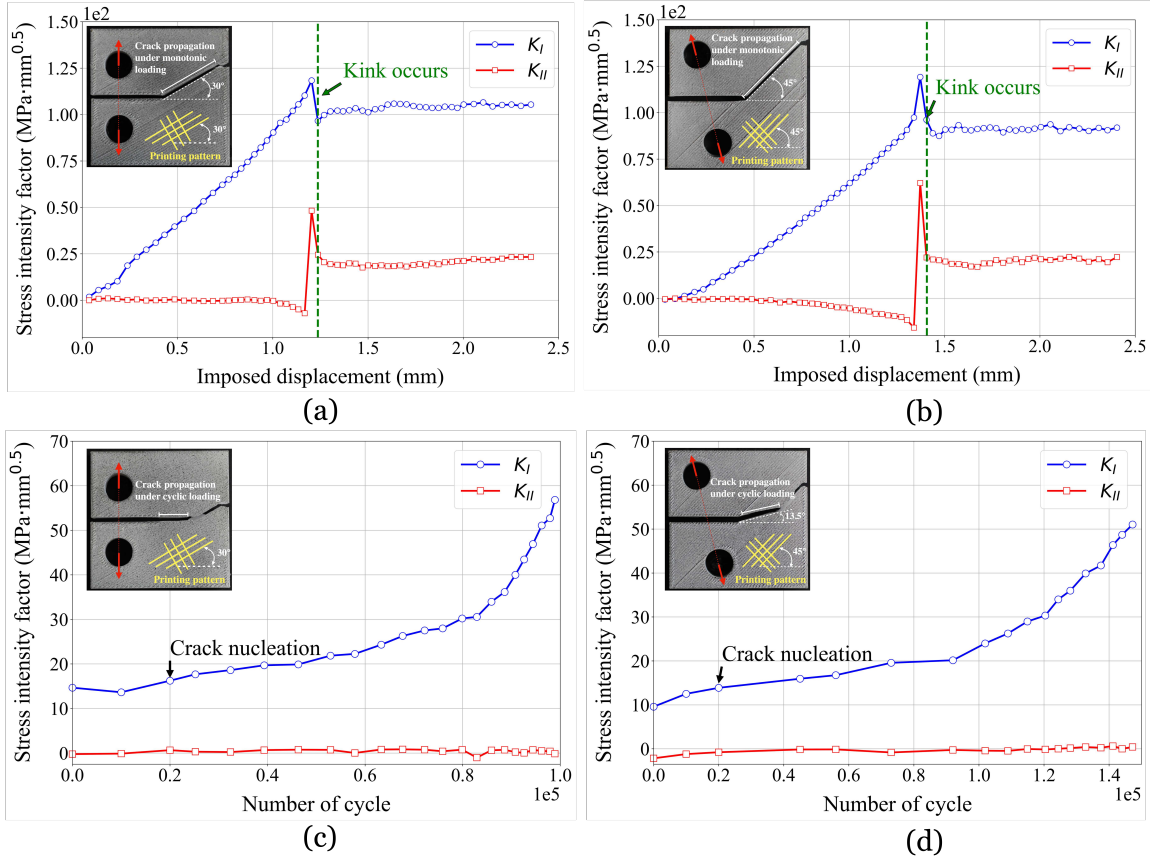 1e2
Stress intensity factor (MPa·mm^0.5)
1.50
1.25
1.00
0.75
0.50
0.25
0.00
Crack propagation
under monotonic
loading
30°
30°
Printing pattern
K_I
K_II
Kink occurs
0.0 0.5 1.0 1.5 2.0 2.5
Imposed displacement (mm)
(a)
1e2
Stress intensity factor (MPa·mm^0.5)
1.50
1.25
1.00
0.75
0.50
0.25
0.00
Crack propagation
under monotonic
loading
45°
45°
Printing pattern
K_I
K_II
Kink occurs
0.0 0.5 1.0 1.5 2.0 2.5
Imposed displacement (mm)
(b)
Stress intensity factor (MPa·mm^0.5)
70
60
50
40
30
20
10
0
Crack propagation
under cyclic loading
30°
Printing pattern
K_I
K_II
Crack nucleation
0.0 0.2 0.4 0.6 0.8 1.0
1e5
Number of cycle
(c)
Stress intensity factor (MPa·mm^0.5)
70
60
50
40
30
20
10
0
Crack propagation
under cyclic loading
13.5°
45°
Printing pattern
K_I
K_II
Crack nucleation
0.0 0.2 0.4 0.6 0.8 1.0 1.2 1.4
1e5
Number of cycle
(d)